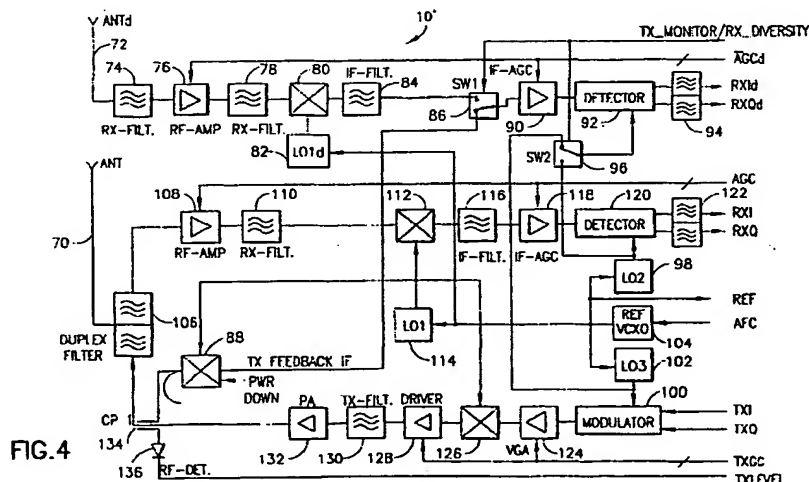 ANTd
10'
TX_MONITOR/RX_DIVERSITY
72
74
76
78
80
IF-FILT.
84
SW1
IF-AGC
AGCd
RX-FILT.
RF-AMP
RX-FILT.
86
90
DETECTOR
92
94
RXId
RXQd
82
LO1d
SW2
96
ANT
108
110
112
116
118
120
122
AGC
RXI
RXQ
DETECTOR
RF-AMP
RX-FILT.
IF-FILT.
IF-AGC
70
LO2
98
REF
106
DUPLEX
FILTER
88
LO1
114
REF
VCXO
104
AFC
TX FEEDBACK IF
PWR
DOWN
LO3
102
CP 1
134
PA
TX-FILT.
DRIVER
100
MODULATOR
TXI
TXQ
132
130
128
126
VGA
124
136
RF-DET.
TXGC
TXLEVEL
FIG.4